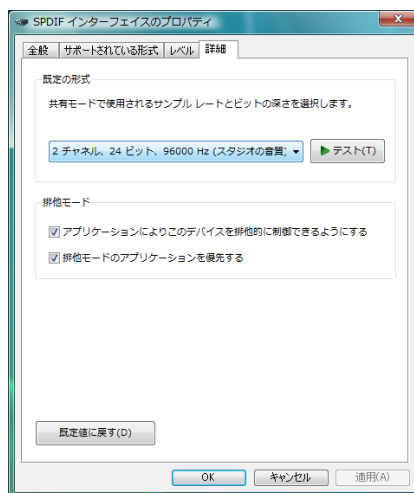 SPDIF インターフェイスのプロパティ
全般 サポートされている形式 レベル 詳細
既定の形式
共有モードで使用されるサンプル レートとビットの深さを選択します。
2 チャネル、24 ビット、96000 Hz (スタジオの音質)
テスト(T)
排他モード
アプリケーションによりこのデバイスを排他的に制御できるようにする
排他モードのアプリケーションを優先する
既定値に戻す(D)
OK キャンセル 適用(A)